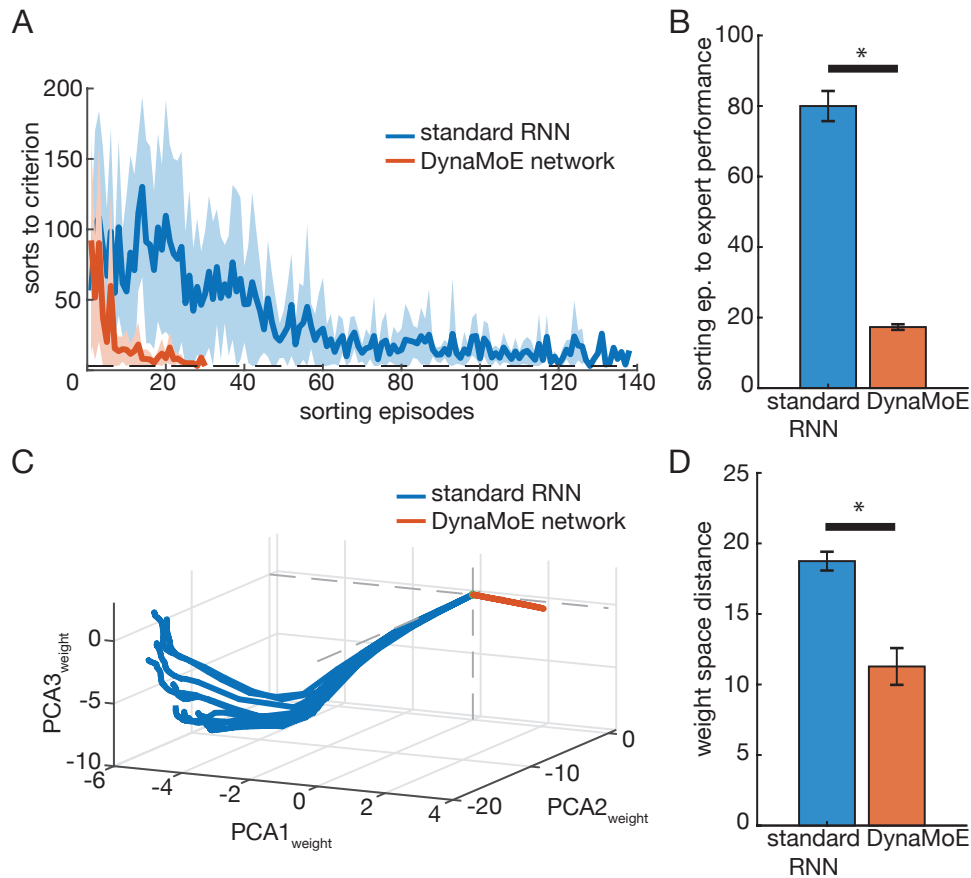 A
200
150
100
50
0
20
40
60
80
100
120
140
sorts to criterion
sorting episodes
standard RNN
DynaMoE network
B
100
80
60
40
20
0
sorting ep. to expert performance
*
standard
RNN
DynaMoE
C
standard RNN
DynaMoE network
0
-5
-10
PCA3weight
-6
-4
-2
0
2
4
PCA1weight
-20
-10
0
PCA2weight
D
25
20
15
10
5
0
weight space distance
*
standard
RNN
DynaMoE